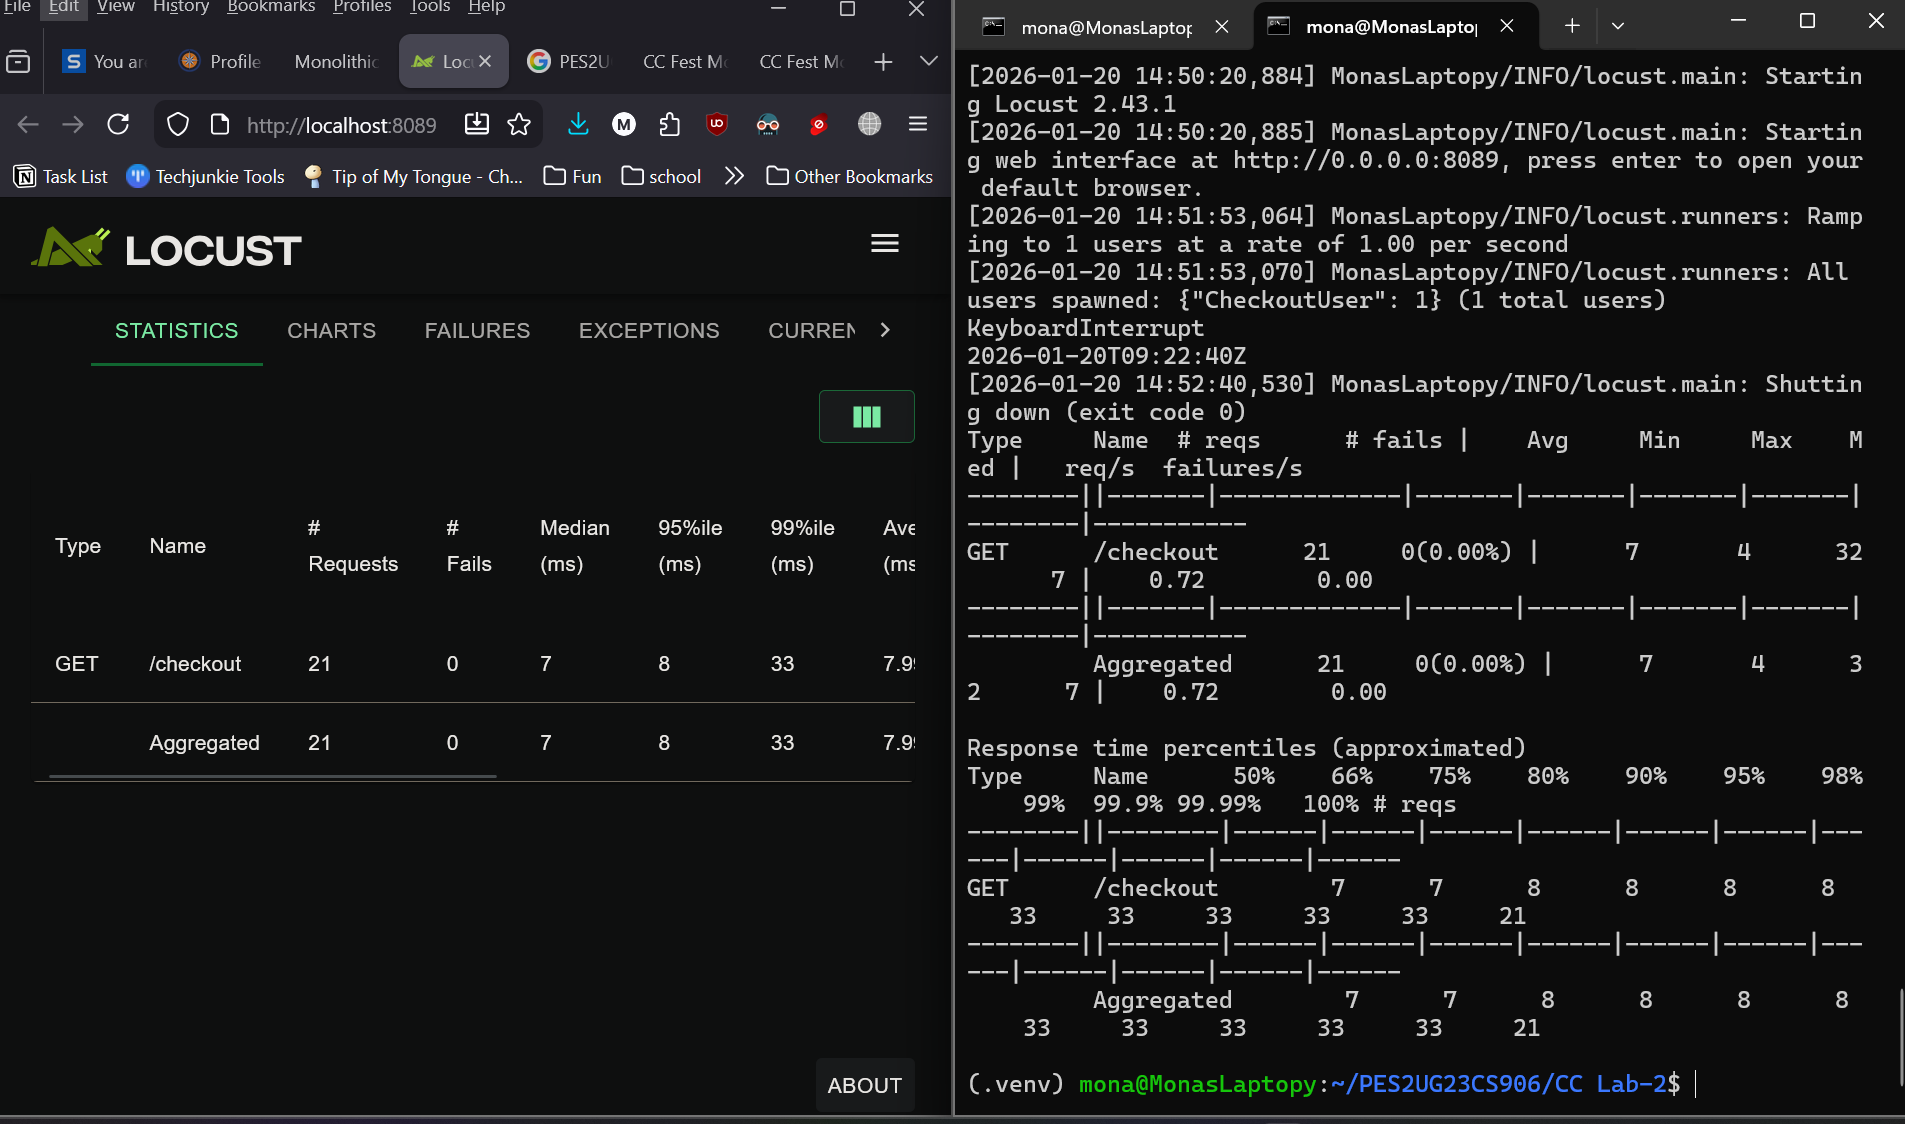 File Edit View History Bookmarks Profiles Tools Help
You ar Profile Monolithic Loc PES2U CC Fest Mo CC Fest Mo
http://localhost:8089
Task List Techjunkie Tools Tip of My Tongue - Ch... Fun school Other Bookmarks
LOCUST
STATISTICS CHARTS FAILURES EXCEPTIONS CURREN
Type Name # Requests # Fails Median (ms) 95%ile (ms) 99%ile (ms) Ave (ms
GET /checkout 21 0 7 8 33 7.99
Aggregated 21 0 7 8 33 7.99
ABOUT
mona@MonasLaptop mona@MonasLaptop
[2026-01-20 14:50:20,884] MonasLaptopy/INFO/locust.main: Startin
g Locust 2.43.1
[2026-01-20 14:50:20,885] MonasLaptopy/INFO/locust.main: Startin
g web interface at http://0.0.0.0:8089, press enter to open your
 default browser.
[2026-01-20 14:51:53,064] MonasLaptopy/INFO/locust.runners: Ramp
ing to 1 users at a rate of 1.00 per second
[2026-01-20 14:51:53,070] MonasLaptopy/INFO/locust.runners: All
users spawned: {"CheckoutUser": 1} (1 total users)
KeyboardInterrupt
2026-01-20T09:22:40Z
[2026-01-20 14:52:40,530] MonasLaptopy/INFO/locust.main: Shuttin
g down (exit code 0)
Type     Name  # reqs      # fails |    Avg     Min     Max    M
ed |   req/s  failures/s
--------||-------|-------------|-------|-------|-------|-------|
--------|-----------
GET      /checkout      21     0(0.00%) |      7       4      32
      7 |    0.72        0.00
--------||-------|-------------|-------|-------|-------|-------|
--------|-----------
         Aggregated      21     0(0.00%) |      7       4      3
2      7 |    0.72        0.00
Response time percentiles (approximated)
Type     Name      50%    66%    75%    80%    90%    95%    98%
    99%  99.9% 99.99%   100% # reqs
--------||--------|------|------|------|------|------|------|---
---|------|------|------|------
GET      /checkout        7      7      8      8      8      8
   33     33     33     33     33     21
--------||--------|------|------|------|------|------|------|---
---|------|------|------|------
         Aggregated        7      7      8      8      8      8
    33     33     33     33     33     21
(.venv) mona@MonasLaptopy:~/PES2UG23CS906/CC Lab-2$